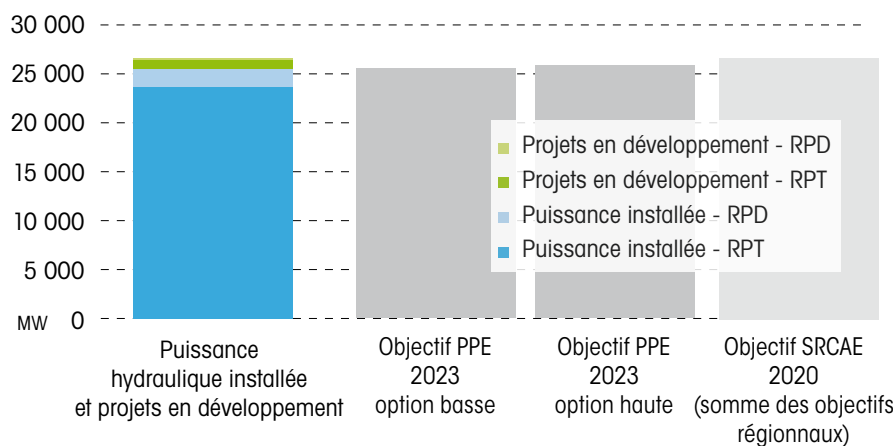 30 000
25 000
20 000
15 000
10 000
5 000
MW 0
Projets en développement - RPD
Projets en développement - RPT
Puissance installée - RPD
Puissance installée - RPT
Puissance
hydraulique installée
et projets en développement
Objectif PPE
2023
option basse
Objectif PPE
2023
option haute
Objectif SRCAE
2020
(somme des objectifs
régionnaux)